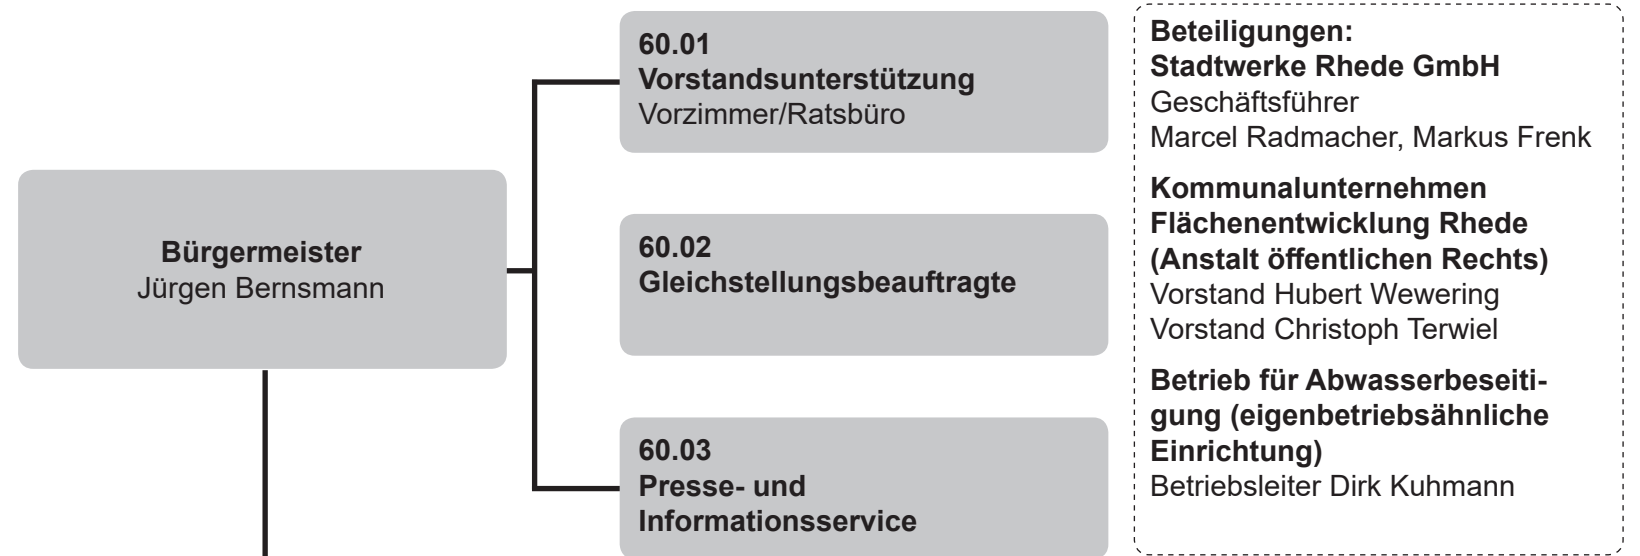 Bürgermeister
Jürgen Bernsmann
60.01
Vorstandsunterstützung
Vorzimmer/Ratsbüro
60.02
Gleichstellungsbeauftragte
60.03
Presse- und
Informationsservice
Beteiligungen:
Stadtwerke Rhede GmbH
Geschäftsführer
Marcel Radmacher, Markus Frenk
Kommunalunternehmen
Flächenentwicklung Rhede
(Anstalt öffentlichen Rechts)
Vorstand Hubert Wewering
Vorstand Christoph Terwiel
Betrieb für Abwasserbeseiti-
gung (eigenbetriebsähnliche
Einrichtung)
Betriebsleiter Dirk Kuhmann